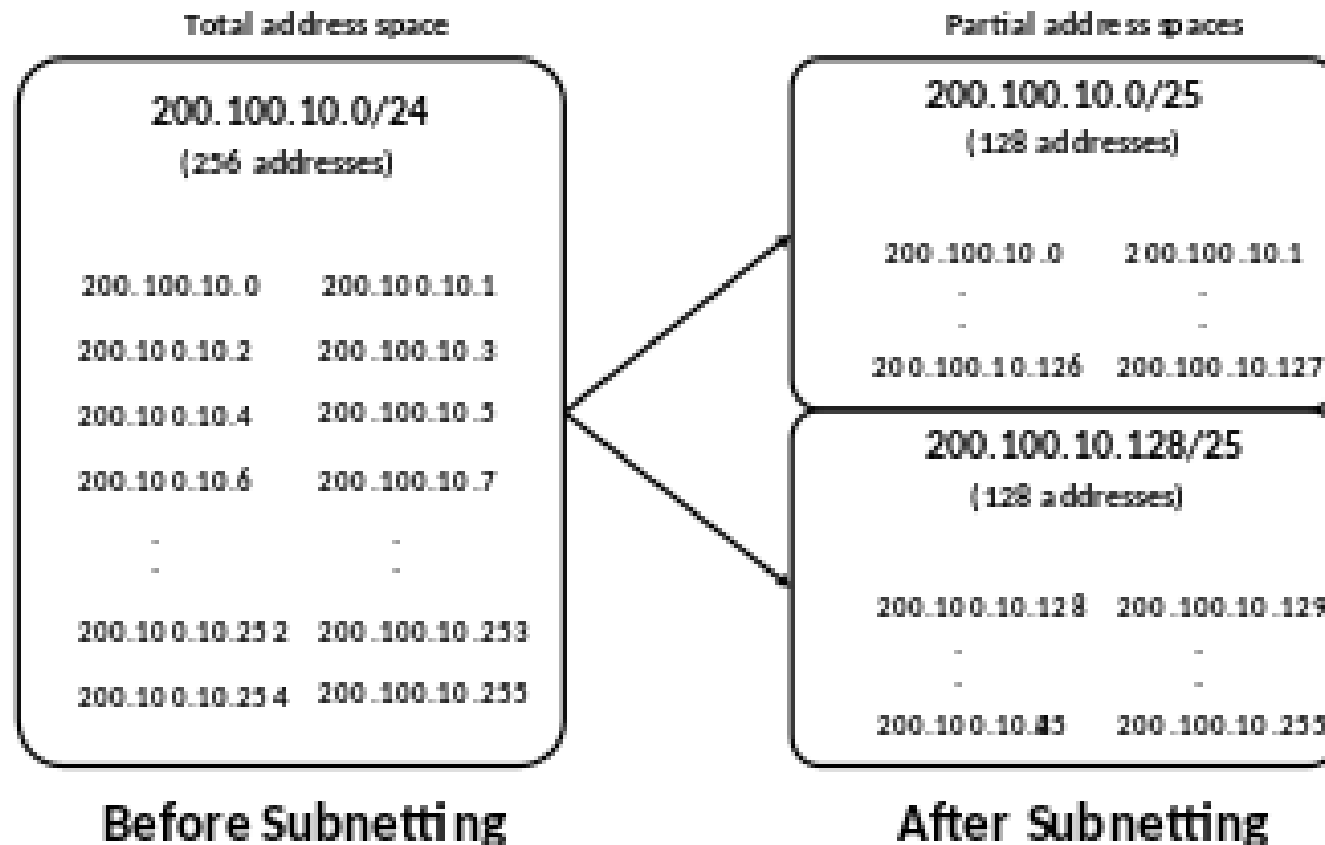 Total address space
200.100.10.0/24
(256 addresses)
200.100.10.0 200.100.10.1
200.100.10.2 200.100.10.3
200.100.10.4 200.100.10.5
200.100.10.6 200.100.10.7
200.100.10.252 200.100.10.253
200.100.10.254 200.100.10.255
Before Subnetting
Partial address spaces
200.100.10.0/25
(128 addresses)
200.100.10.0 200.100.10.1
200.100.10.126 200.100.10.127
200.100.10.128/25
(128 addresses)
200.100.10.128 200.100.10.129
200.100.10.255
After Subnetting